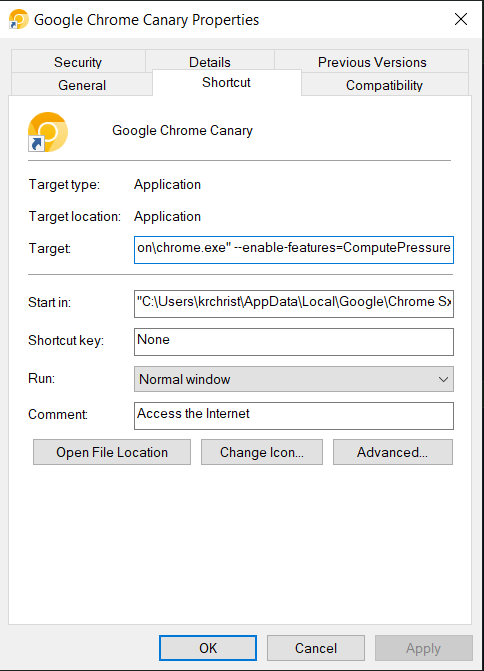 Google Chrome Canary Properties
Security Details Previous Versions
General Shortcut Compatibility
Google Chrome Canary
Target type: Application
Target location: Application
Target: on\chrome.exe" --enable-features=ComputePressure
Start in: "C:\Users\krchrist\AppData\Local\Google\Chrome Sx
Shortcut key: None
Run: Normal window
Comment: Access the Internet
Open File Location Change Icon... Advanced...
OK Cancel Apply